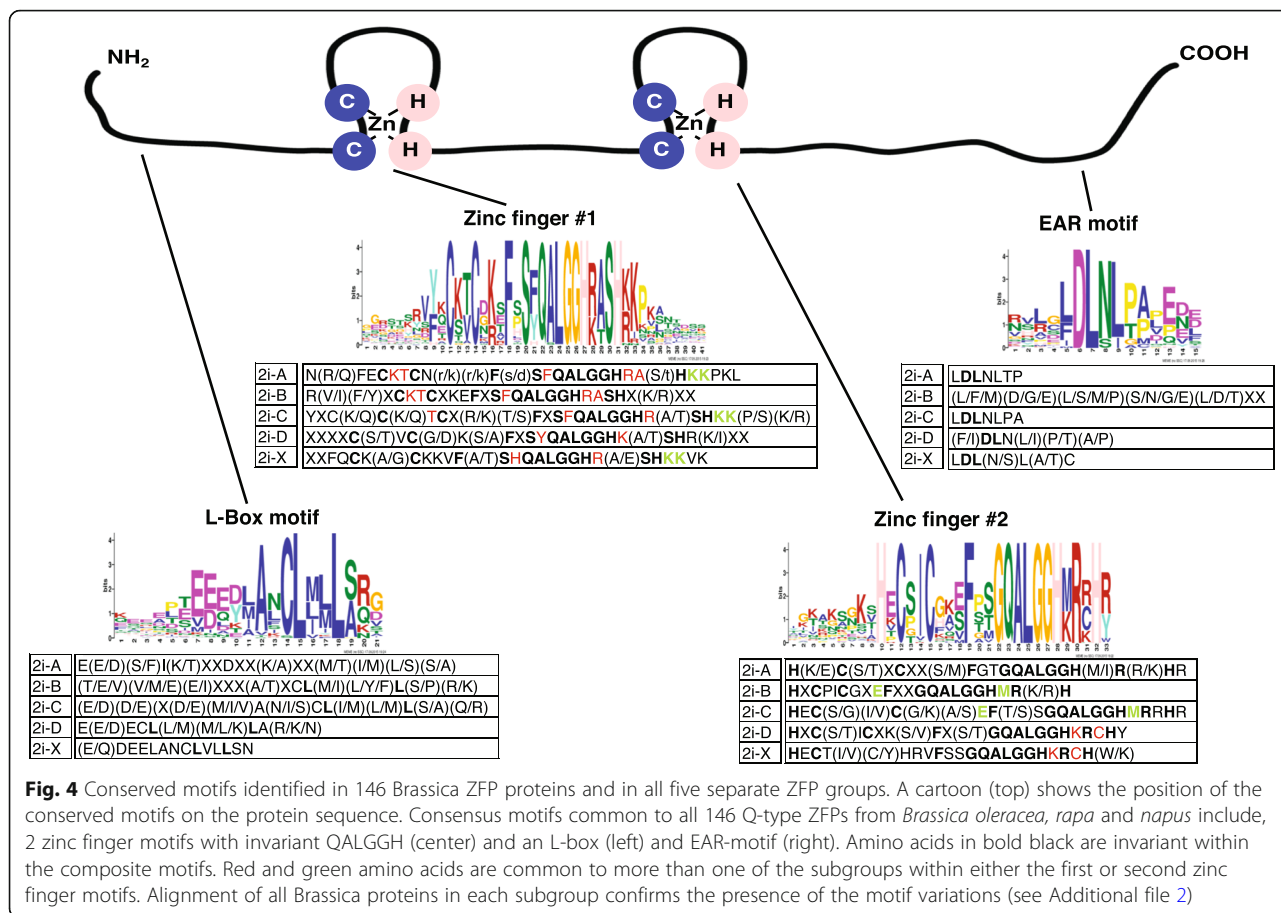 NH2
COOH
C H
Zn
C H
C H
Zn
C H
Zinc finger #1
EAR motif
2i-A N(R/Q)FECKTCN(r/k)(r/k)F(s/d)SFQALGGHRA(S/t)HKKPKL
2i-B R(V/I)(F/Y)XCKTCXKEFXSFQALGGHRASHX(K/R)XX
2i-C YXC(K/Q)C(K/Q)TCX(R/K)(T/S)FXSFQALGGHR(A/T)SHKK(P/S)(K/R)
2i-D XXXXC(S/T)VC(G/D)K(S/A)FXSYQALGGHK(A/T)SHR(K/I)XX
2i-X XXFQCK(A/G)CKKVF(A/T)SHQALGGHR(A/E)SHKKVK
2i-A LDLNLTP
2i-B (L/F/M)(D/G/E)(L/S/M/P)(S/N/G/E)(L/D/T)XX
2i-C LDLNLPA
2i-D (F/I)DLN(L/I)(P/T)(A/P)
2i-X LDL(N/S)L(A/T)C
L-Box motif
Zinc finger #2
2i-A E(E/D)(S/F)I(K/T)XXDXX(K/A)XX(M/T)(I/M)(L/S)(S/A)
2i-B (T/E/V)(V/M/E)(E/I)XXX(A/T)XCL(M/I)(L/Y/F)L(S/P)(R/K)
2i-C (E/D)(D/E)(X(D/E)(M/I/V)A(N/I/S)CL(I/M)(L/M)L(S/A)(Q/R)
2i-D E(E/D)ECL(L/M)(M/L/K)LA(R/K/N)
2i-X (E/Q)DEELANCLVLLSN
2i-A H(K/E)C(S/T)XCXX(S/M)FGTGQALGGH(M/I)R(R/K)HR
2i-B HXCPICGXEFXXGQALGGHMR(K/R)H
2i-C HEC(S/G)(I/V)C(G/K)(A/S)EF(T/S)SGQALGGHMRRHR
2i-D HXC(S/T)ICXK(S/V)FX(S/T)GQALGGHKRCHY
2i-X HECT(I/V)(C/Y)HRVFSSGQALGGHKRCH(W/K)
Fig. 4 Conserved motifs identified in 146 Brassica ZFP proteins and in all five separate ZFP groups. A cartoon (top) shows the position of the
conserved motifs on the protein sequence. Consensus motifs common to all 146 Q-type ZFPs from Brassica oleracea, rapa and napus include,
2 zinc finger motifs with invariant QALGGH (center) and an L-box (left) and EAR-motif (right). Amino acids in bold black are invariant within
the composite motifs. Red and green amino acids are common to more than one of the subgroups within either the first or second zinc
finger motifs. Alignment of all Brassica proteins in each subgroup confirms the presence of the motif variations (see Additional file 2)